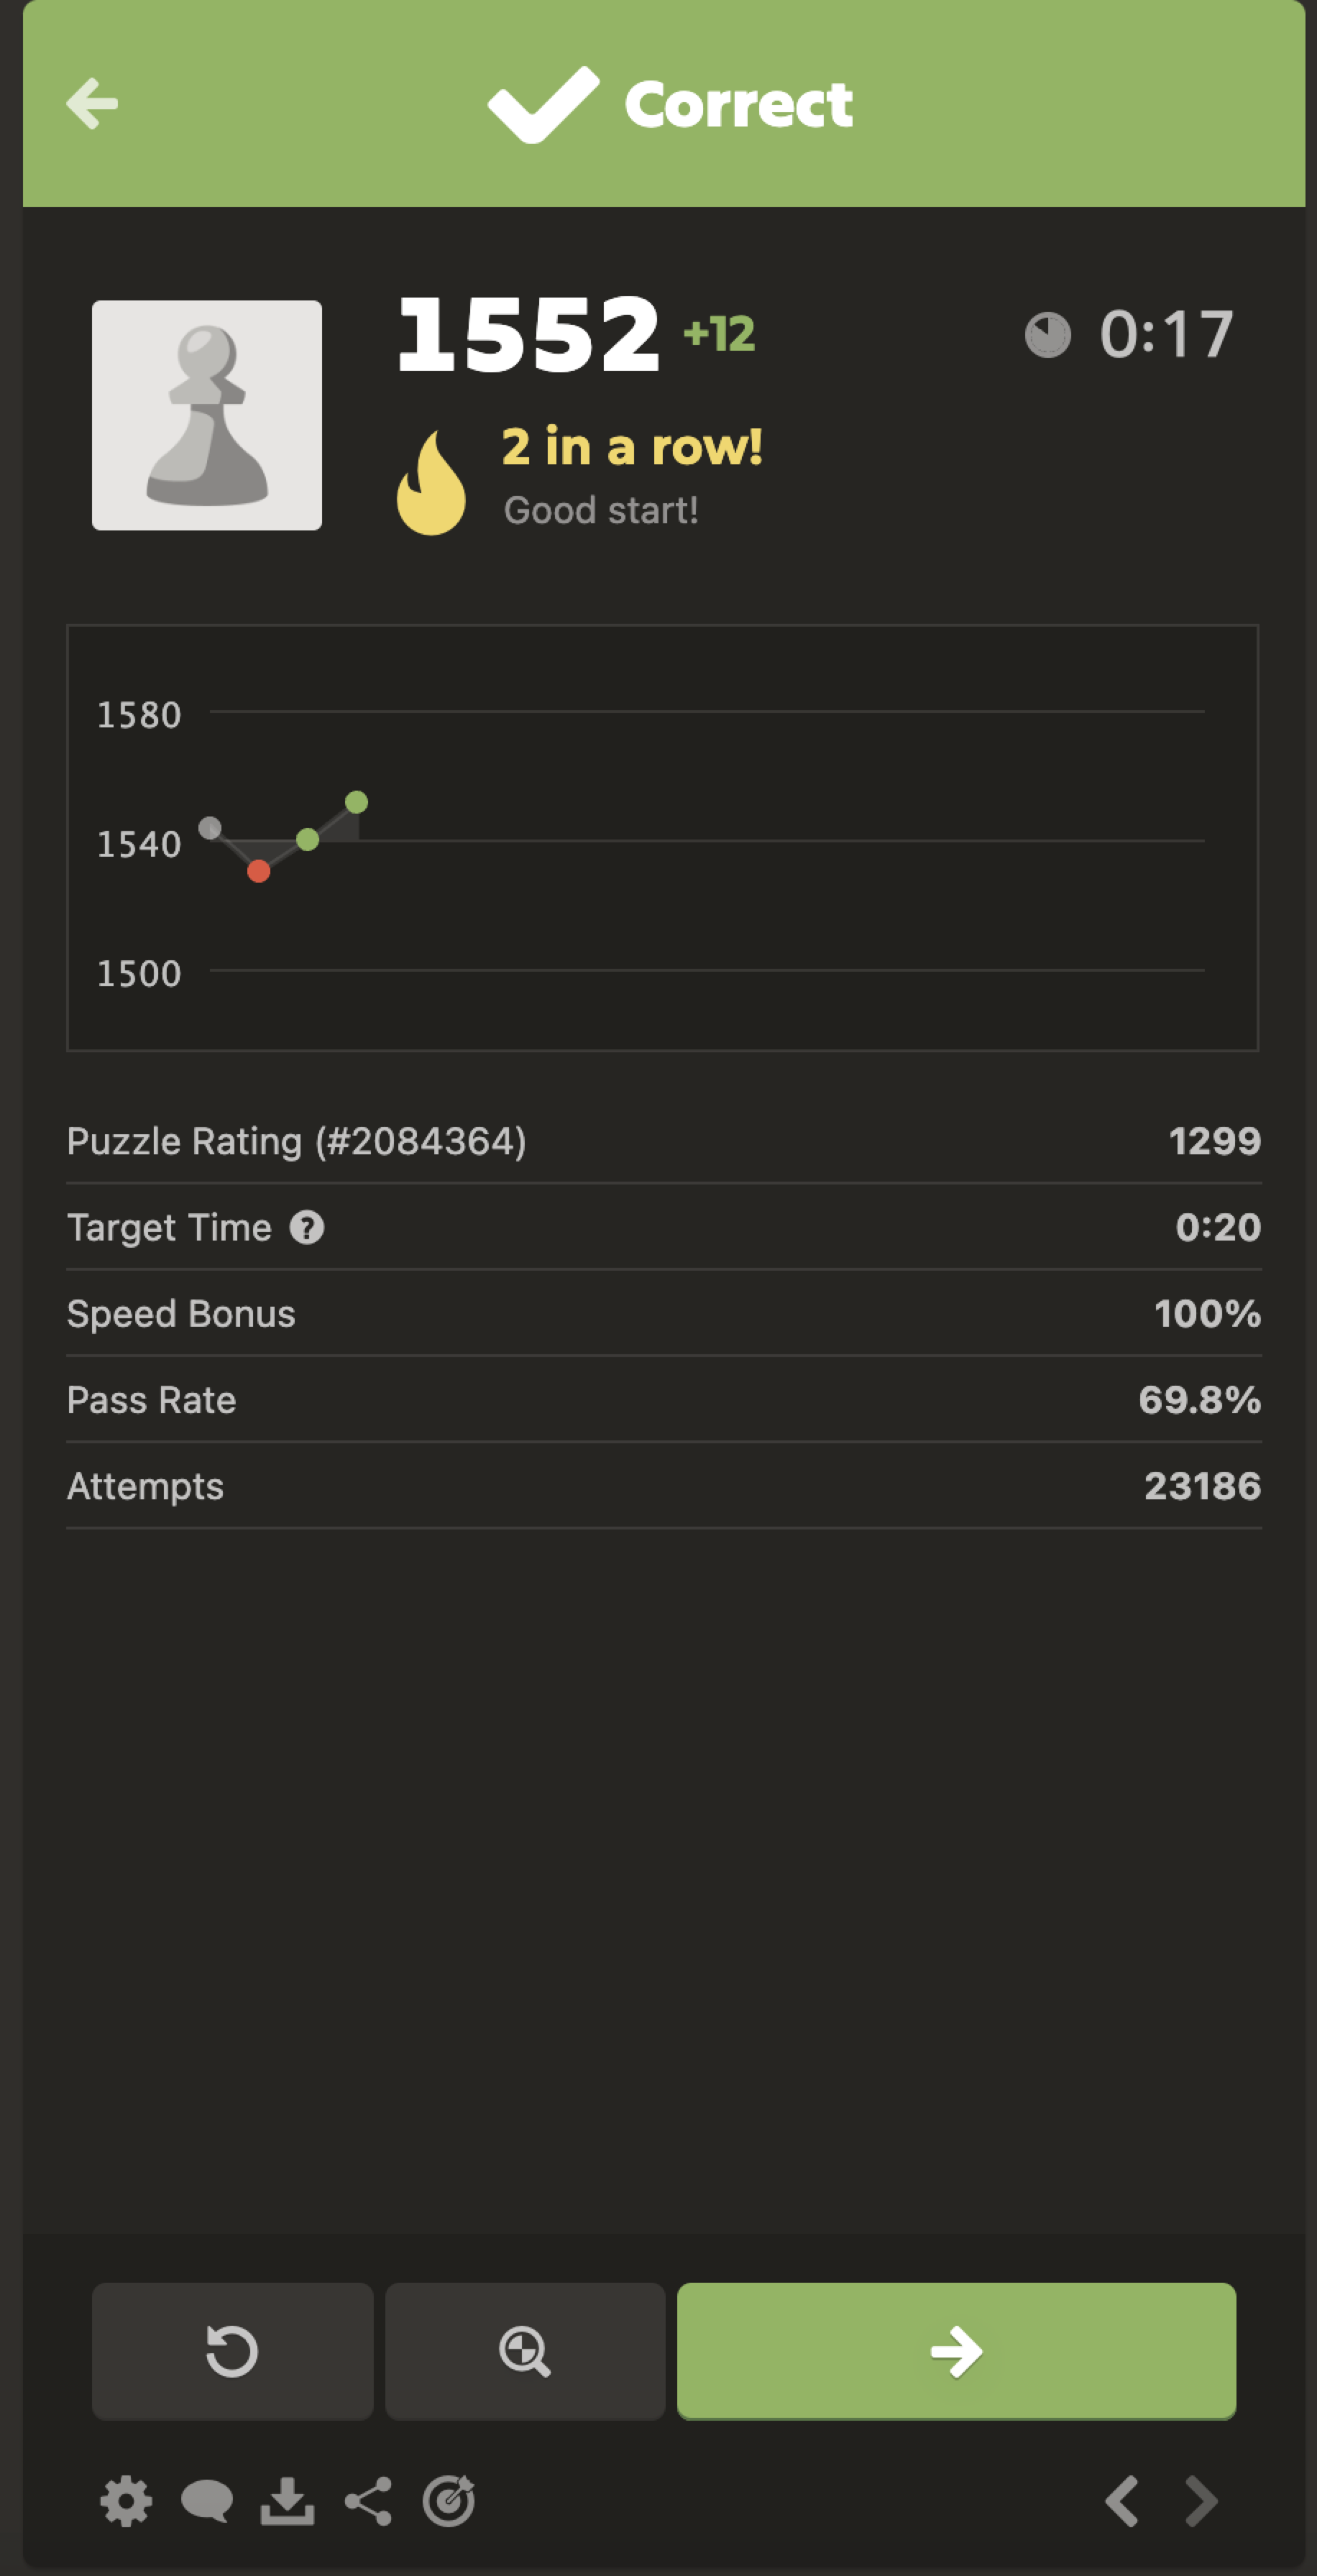 Correct
1552 +12
0:17
2 in a row!
Good start!
1580
1540
1500
Puzzle Rating (#2084364) 1299
Target Time ? 0:20
Speed Bonus 100%
Pass Rate 69.8%
Attempts 23186